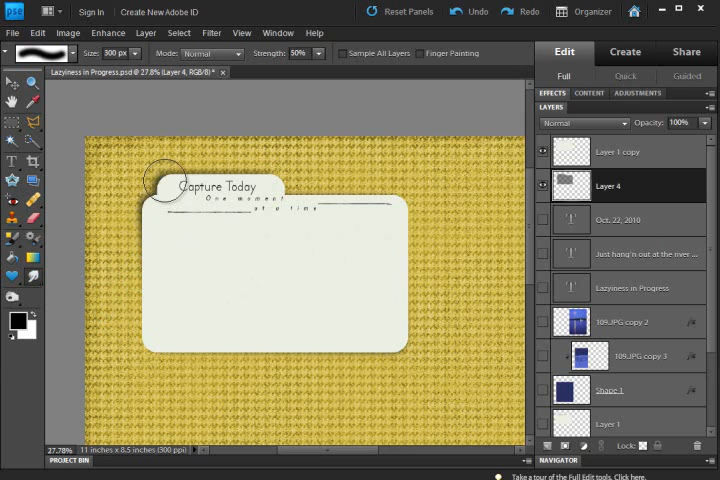 pse Sign In Create New Adobe ID Reset Panels Undo Redo Organizer
File Edit Image Enhance Layer Select Filter View Window Help
Size: 300 px Mode: Normal Strength: 50% Sample All Layers Finger Painting
Edit Create Share
Lazyiness in Progress.psd @ 27.8% (Layer 4, RGB/8) * ×
Full Quick Guided
EFFECTS CONTENT ADJUSTMENTS
LAYERS
Normal Opacity: 100%
Layer 1 copy
Layer 4
Capture Today
One moment
at a time
T Oct. 22, 2010
T Just hang'n out at the river ...
T Lazyiness in Progress
109.JPG copy 2 fx
109.JPG copy 3
Shape 1 fx
Layer 1
Lock:
27.78% 11 inches x 8.5 inches (300 ppi)
PROJECT BIN NAVIGATOR
Take a tour of the Full Edit tools. Click here.